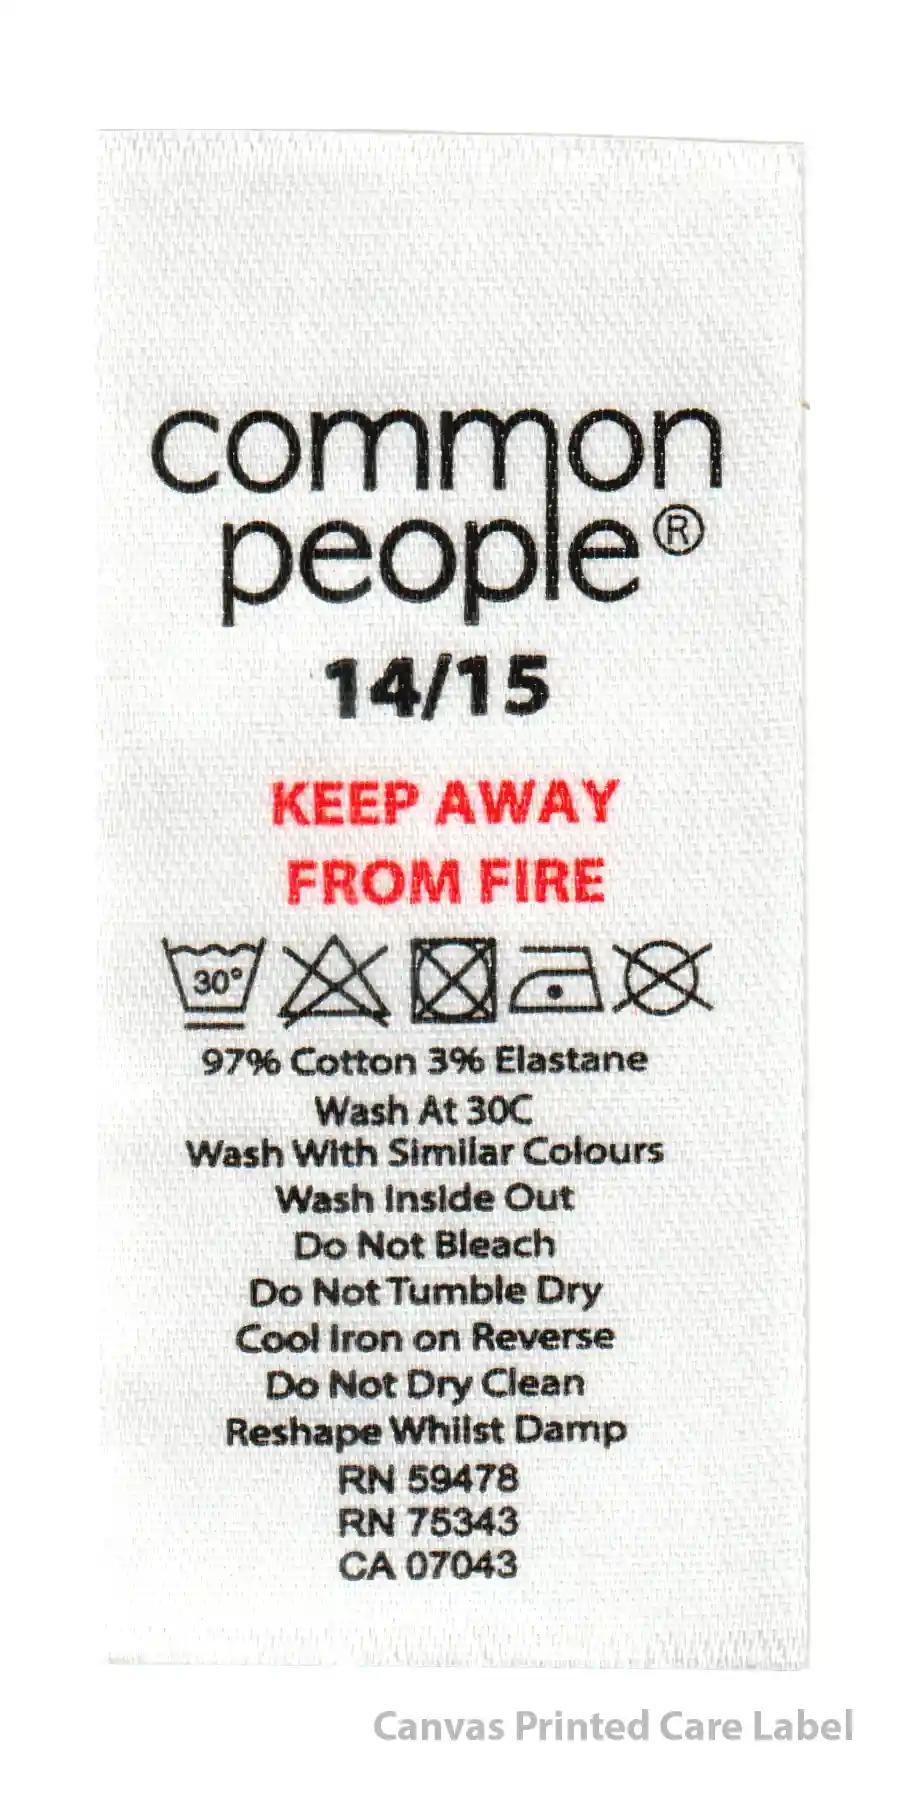 common
people®
14/15
KEEP AWAY
FROM FIRE
30°
97% Cotton 3% Elastane
Wash At 30C
Wash With Similar Colours
Wash Inside Out
Do Not Bleach
Do Not Tumble Dry
Cool Iron on Reverse
Do Not Dry Clean
Reshape Whilst Damp
RN 59478
RN 75343
CA 07043
Canvas Printed Care Label